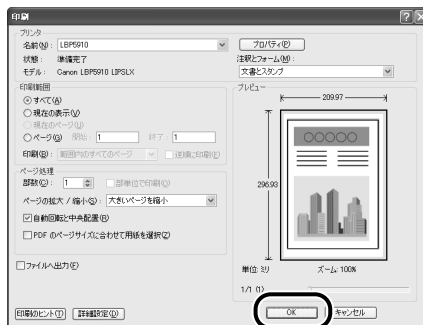 印刷
プリンタ
名前(N): LBP5910
プロパティ(P)
状態: 準備完了
注釈とフォーム(M):
モデル: Canon LBP5910 LIPSLX
文書とスタンプ
印刷範囲
すべて(A)
現在の表示(V)
現在のページ(U)
ページ(G) 開始: 1 終了: 1
印刷(B): 範囲内のすべてのページ 逆順に印刷(E)
ページ処理
部数(C): 1 部単位で印刷(O)
ページの拡大 / 縮小(S): 大きいページを縮小
自動回転と中央配置(R)
PDF のページサイズに合わせて用紙を選択(Z)
ファイルへ出力(F)
プレビュー
209.97
296.93
単位: ミリ ズーム: 100%
1/1 (1)
印刷のヒント(T) 詳細設定(D) OK キャンセル